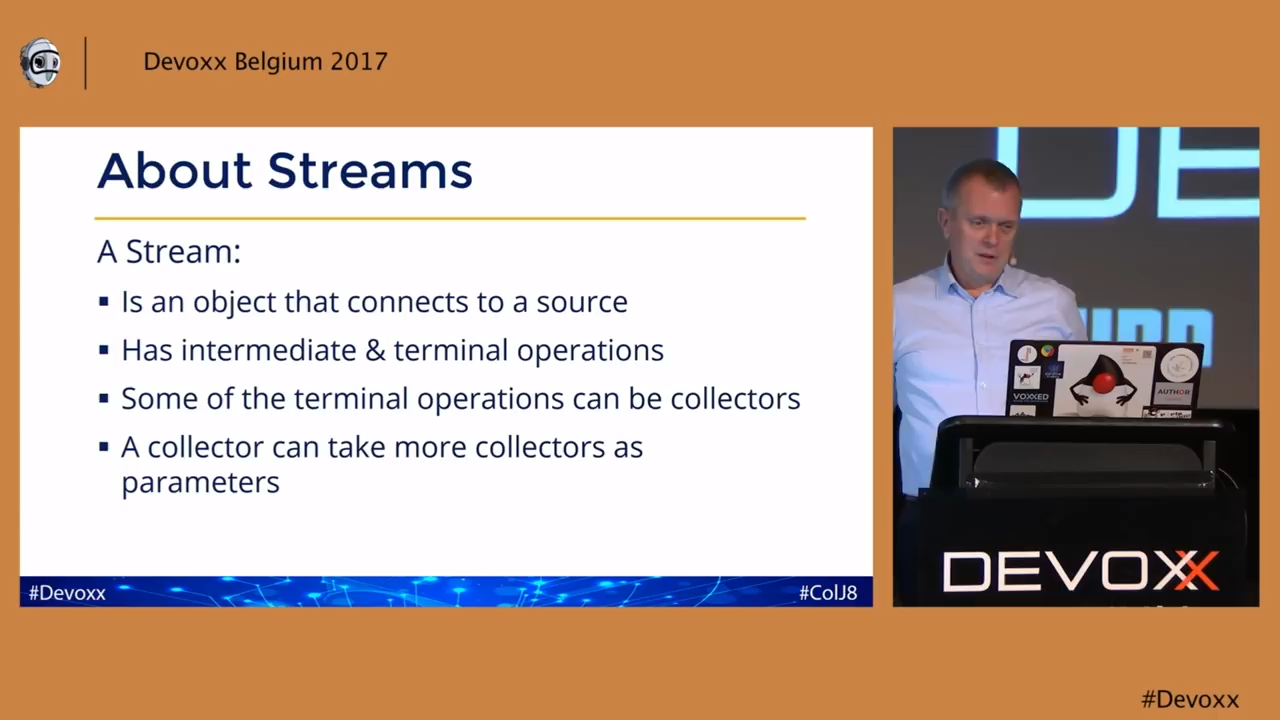 Devoxx Belgium 2017
About Streams
A Stream:
▪ Is an object that connects to a source
▪ Has intermediate & terminal operations
▪ Some of the terminal operations can be collectors
▪ A collector can take more collectors as
parameters
#Devoxx
#ColJ8
DE
VOXXED
AUTHOR
DEVOXX
#Devoxx